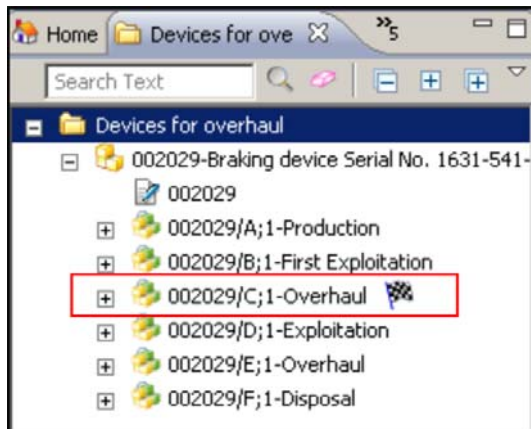 Home Devices for ove »5
Search Text
Devices for overhaul
002029-Braking device Serial No. 1631-541-
002029
002029/A;1-Production
002029/B;1-First Exploitation
002029/C;1-Overhaul
002029/D;1-Exploitation
002029/E;1-Overhaul
002029/F;1-Disposal